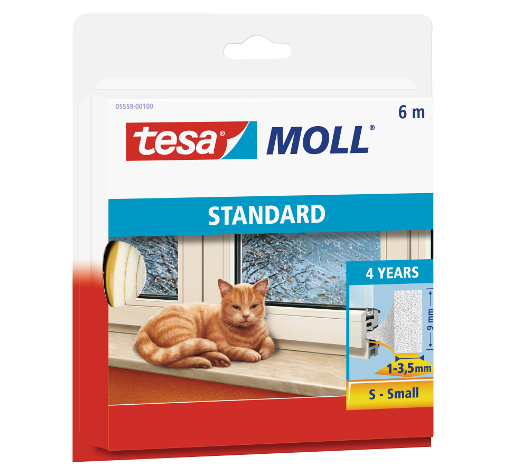 05559-00100
6 m
tesa® MOLL®
STANDARD
4 YEARS
9 mm
1-3,5mm
S - Small